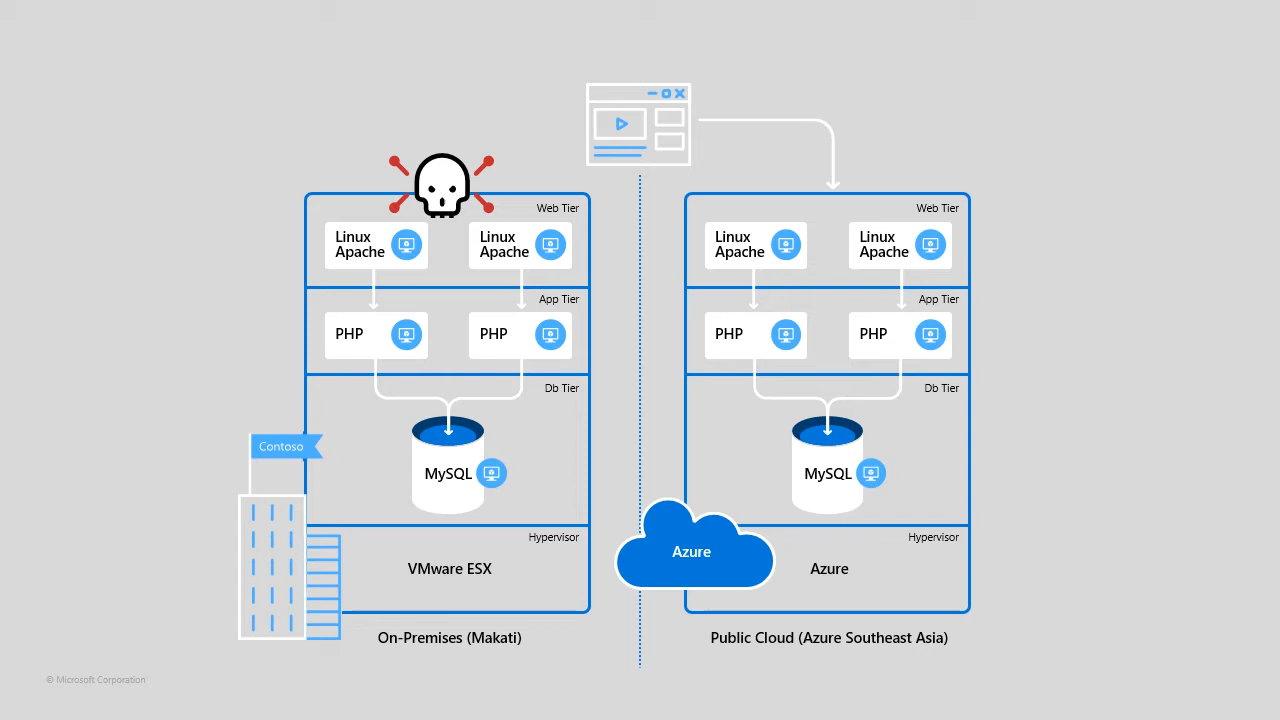 Web Tier
Linux
Apache
Linux
Apache
App Tier
PHP
PHP
Db Tier
MySQL
Contoso
Hypervisor
VMware ESX
On-Premises (Makati)
Web Tier
Linux
Apache
Linux
Apache
App Tier
PHP
PHP
Db Tier
MySQL
Azure
Hypervisor
Azure
Public Cloud (Azure Southeast Asia)
© Microsoft Corporation